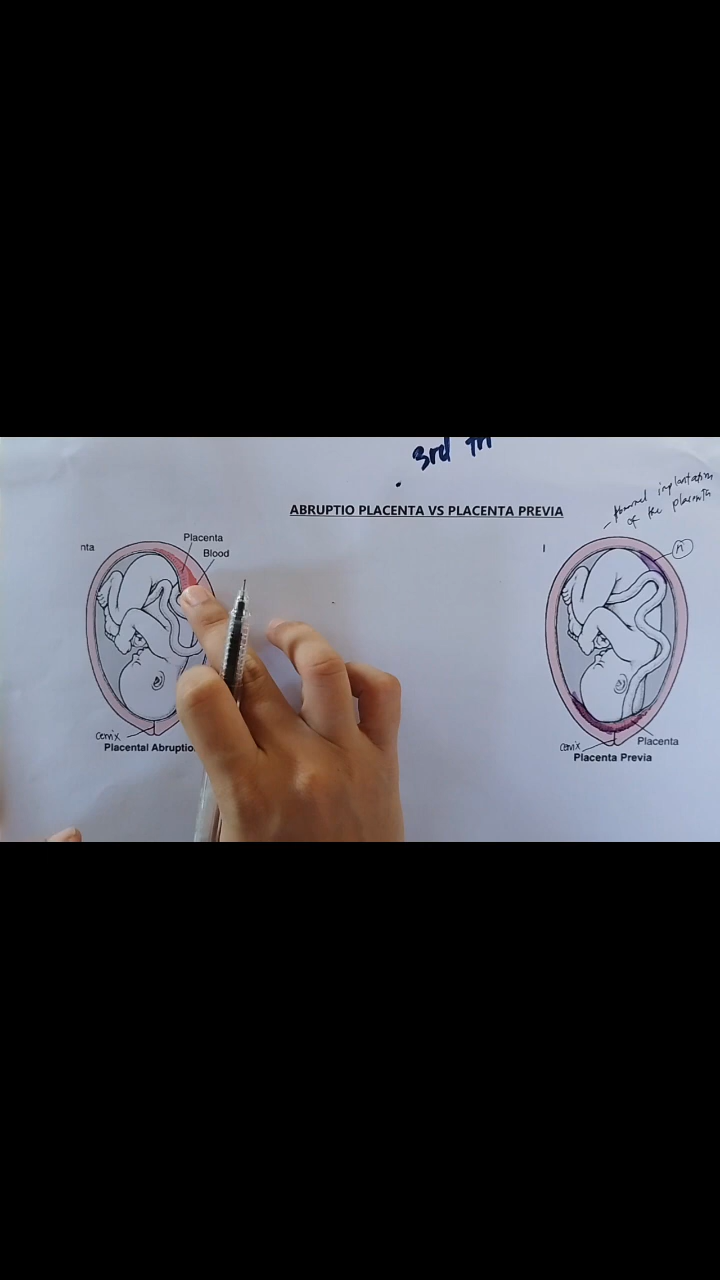 3rd tri
ABRUPTIO PLACENTA VS PLACENTA PREVIA
- Abnormal implantation
of the placenta
nta
Placenta
Blood
cervix
Placental Abruptio
n
cervix
Placenta
Placenta Previa